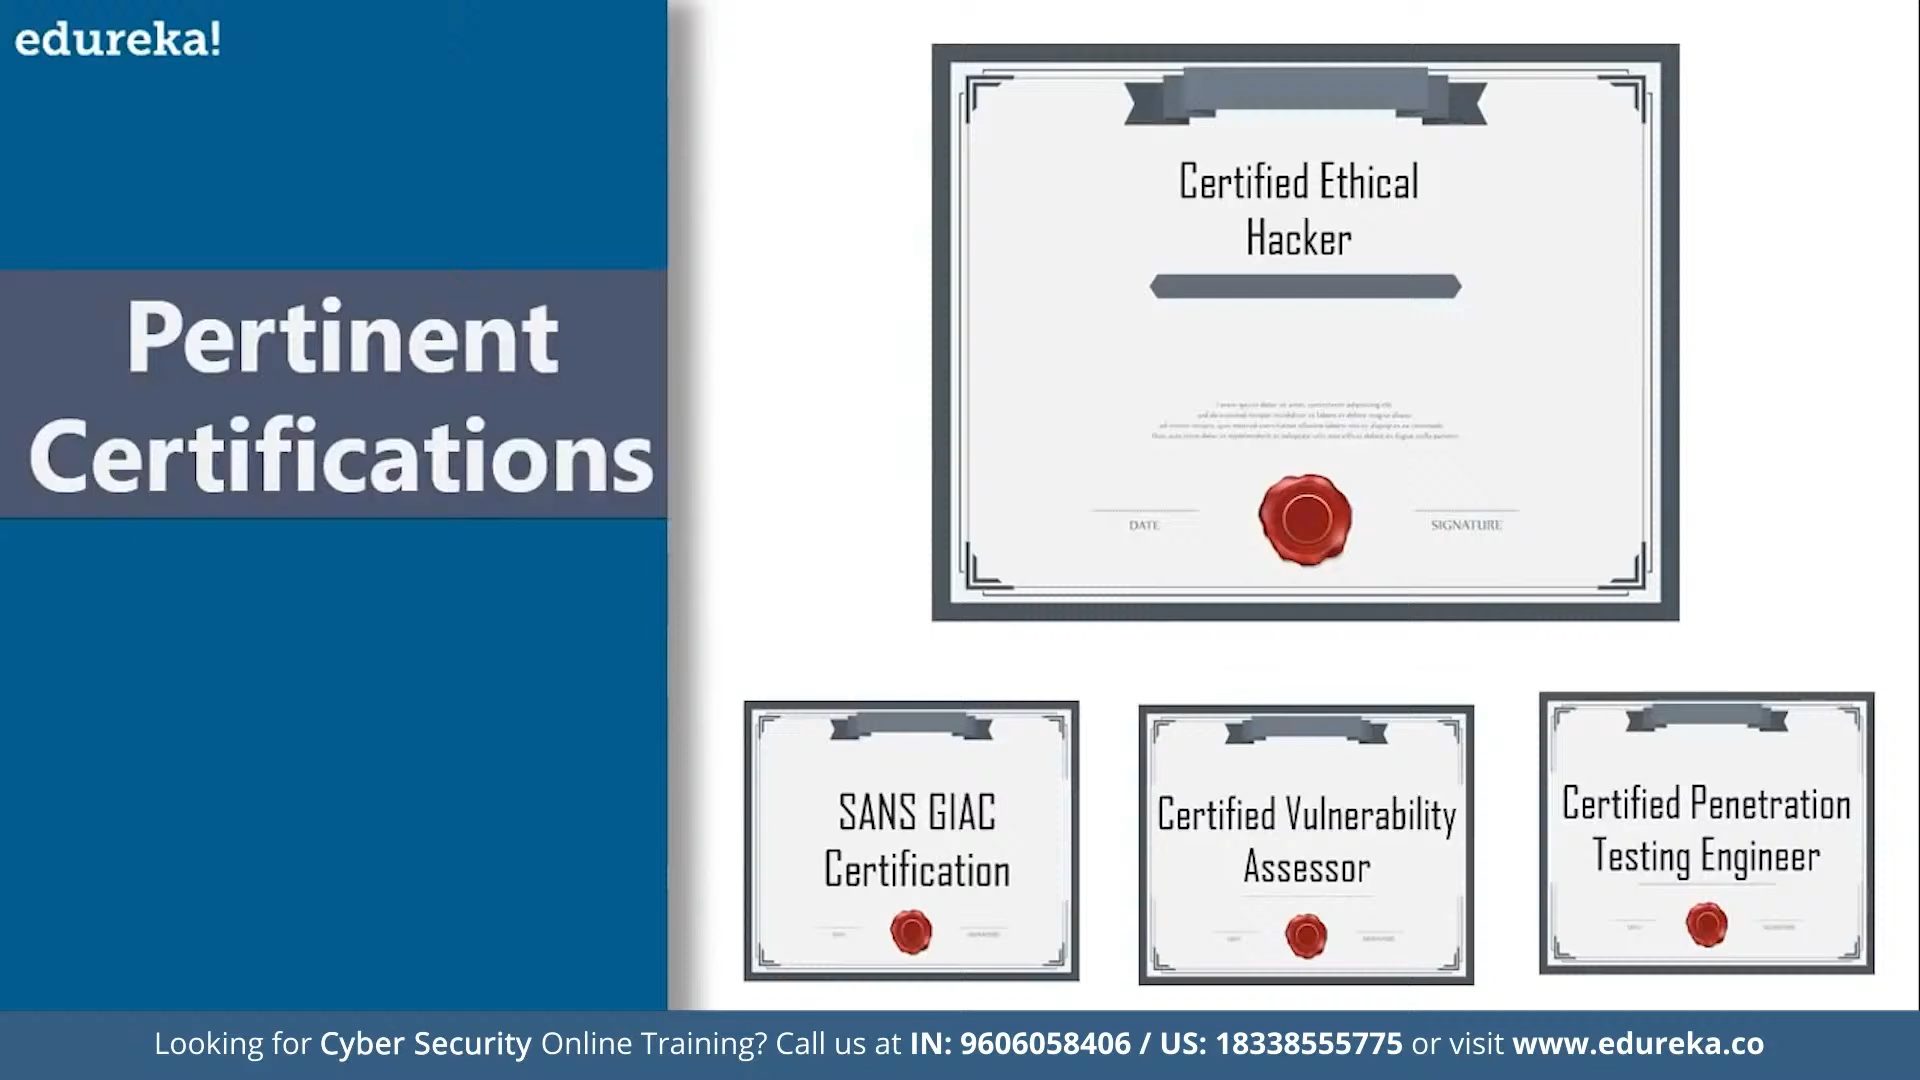 edureka!
Pertinent
Certifications
Certified Ethical
Hacker
DATE
SIGNATURE
SANS GIAC
Certification
Certified Vulnerability
Assessor
Certified Penetration
Testing Engineer
Looking for Cyber Security Online Training? Call us at IN: 9606058406 / US: 18338555775 or visit www.edureka.co